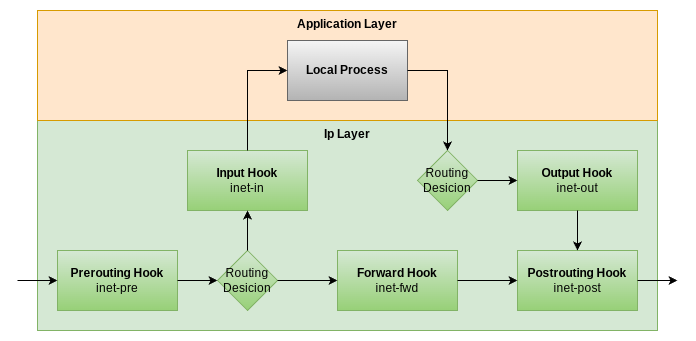 Application Layer
Local Process
Ip Layer
Input Hook
inet-in
Routing
Desicion
Output Hook
inet-out
Prerouting Hook
inet-pre
Routing
Desicion
Forward Hook
inet-fwd
Postrouting Hook
inet-post